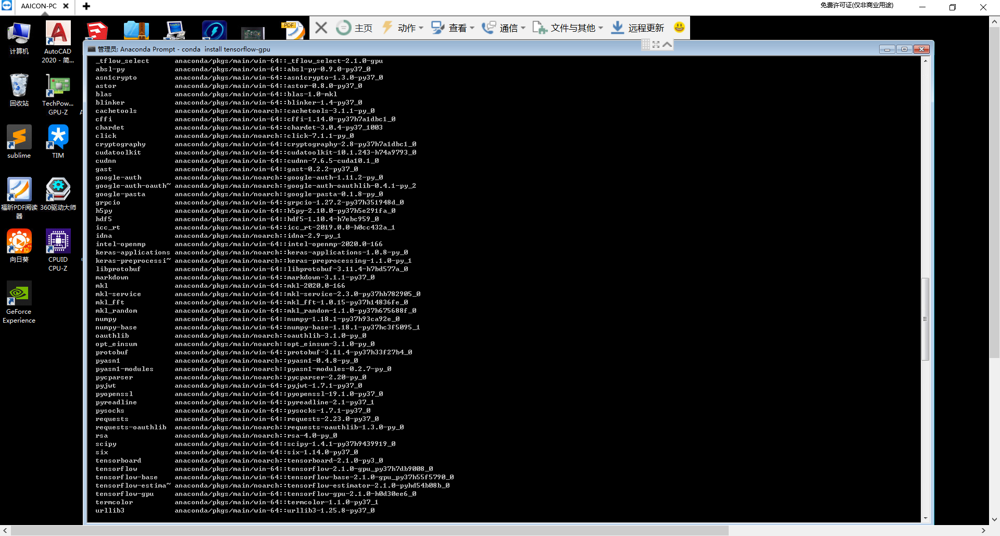 AAICON-PC
免费许可证(仅非商业用途)
主页 动作 查看 通信 文件与其他 远程更新
计算机
AutoCAD 2020 - 简...
回收站
TechPow... GPU-Z
sublime
TIM
福昕PDF阅读器
360驱动大师
向日葵
CPUID CPU-Z
GeForce Experience
PDF
管理员: Anaconda Prompt - conda  install tensorflow-gpu
_tflow_select anaconda/pkgs/main/win-64::_tflow_select-2.1.0-gpu
absl-py anaconda/pkgs/main/win-64::absl-py-0.9.0-py37_0
asn1crypto anaconda/pkgs/main/win-64::asn1crypto-1.3.0-py37_0
astor anaconda/pkgs/main/win-64::astor-0.8.0-py37_0
blas anaconda/pkgs/main/win-64::blas-1.0-mkl
blinker anaconda/pkgs/main/win-64::blinker-1.4-py37_0
cachetools anaconda/pkgs/main/noarch::cachetools-3.1.1-py_0
cffi anaconda/pkgs/main/win-64::cffi-1.14.0-py37h7a1dbc1_0
chardet anaconda/pkgs/main/win-64::chardet-3.0.4-py37_1003
click anaconda/pkgs/main/noarch::click-7.1.1-py_0
cryptography anaconda/pkgs/main/win-64::cryptography-2.8-py37h7a1dbc1_0
cudatoolkit anaconda/pkgs/main/win-64::cudatoolkit-10.1.243-h74a9793_0
cudnn anaconda/pkgs/main/win-64::cudnn-7.6.5-cuda10.1_0
gast anaconda/pkgs/main/win-64::gast-0.2.2-py37_0
google-auth anaconda/pkgs/main/noarch::google-auth-1.11.2-py_0
google-auth-oauth~ anaconda/pkgs/main/noarch::google-auth-oauthlib-0.4.1-py_2
google-pasta anaconda/pkgs/main/noarch::google-pasta-0.1.8-py_0
grpcio anaconda/pkgs/main/win-64::grpcio-1.27.2-py37h351948d_0
h5py anaconda/pkgs/main/win-64::h5py-2.10.0-py37h5e291fa_0
hdf5 anaconda/pkgs/main/win-64::hdf5-1.10.4-h7ebc959_0
icc_rt anaconda/pkgs/main/win-64::icc_rt-2019.0.0-h0cc432a_1
idna anaconda/pkgs/main/noarch::idna-2.9-py_1
intel-openmp anaconda/pkgs/main/win-64::intel-openmp-2020.0-166
keras-applications anaconda/pkgs/main/noarch::keras-applications-1.0.8-py_0
keras-preprocessi~ anaconda/pkgs/main/noarch::keras-preprocessing-1.1.0-py_1
libprotobuf anaconda/pkgs/main/win-64::libprotobuf-3.11.4-h7bd577a_0
markdown anaconda/pkgs/main/win-64::markdown-3.1.1-py37_0
mkl anaconda/pkgs/main/win-64::mkl-2020.0-166
mkl-service anaconda/pkgs/main/win-64::mkl-service-2.3.0-py37hb782905_0
mkl_fft anaconda/pkgs/main/win-64::mkl_fft-1.0.15-py37h14836fe_0
mkl_random anaconda/pkgs/main/win-64::mkl_random-1.1.0-py37h675688f_0
numpy anaconda/pkgs/main/win-64::numpy-1.18.1-py37h93ca92e_0
numpy-base anaconda/pkgs/main/win-64::numpy-base-1.18.1-py37hc3f5095_1
oauthlib anaconda/pkgs/main/noarch::oauthlib-3.1.0-py_0
opt_einsum anaconda/pkgs/main/noarch::opt_einsum-3.1.0-py_0
protobuf anaconda/pkgs/main/win-64::protobuf-3.11.4-py37h33f27b4_0
pyasn1 anaconda/pkgs/main/noarch::pyasn1-0.4.8-py_0
pyasn1-modules anaconda/pkgs/main/noarch::pyasn1-modules-0.2.7-py_0
pycparser anaconda/pkgs/main/noarch::pycparser-2.20-py_0
pyjwt anaconda/pkgs/main/win-64::pyjwt-1.7.1-py37_0
pyopenssl anaconda/pkgs/main/win-64::pyopenssl-19.1.0-py37_0
pyreadline anaconda/pkgs/main/win-64::pyreadline-2.1-py37_1
pysocks anaconda/pkgs/main/win-64::pysocks-1.7.1-py37_0
requests anaconda/pkgs/main/win-64::requests-2.23.0-py37_0
requests-oauthlib anaconda/pkgs/main/noarch::requests-oauthlib-1.3.0-py_0
rsa anaconda/pkgs/main/noarch::rsa-4.0-py_0
scipy anaconda/pkgs/main/win-64::scipy-1.4.1-py37h9439919_0
six anaconda/pkgs/main/win-64::six-1.14.0-py37_0
tensorboard anaconda/pkgs/main/noarch::tensorboard-2.1.0-py3_0
tensorflow anaconda/pkgs/main/win-64::tensorflow-2.1.0-gpu_py37h7db9008_0
tensorflow-base anaconda/pkgs/main/win-64::tensorflow-base-2.1.0-gpu_py37h55f5790_0
tensorflow-estima~ anaconda/pkgs/main/noarch::tensorflow-estimator-2.1.0-pyhd54b08b_0
tensorflow-gpu anaconda/pkgs/main/win-64::tensorflow-gpu-2.1.0-h0d30ee6_0
termcolor anaconda/pkgs/main/win-64::termcolor-1.1.0-py37_1
urllib3 anaconda/pkgs/main/win-64::urllib3-1.25.8-py37_0